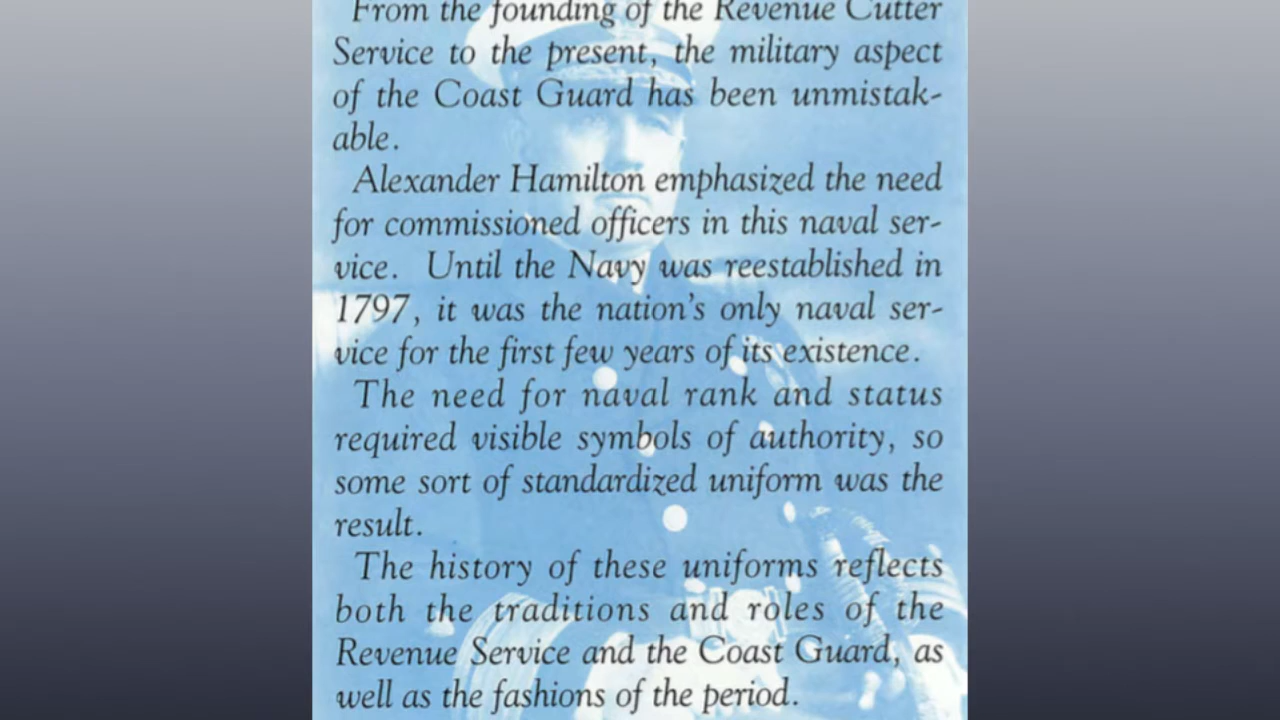 From the founding of the Revenue Cutter
Service to the present, the military aspect
of the Coast Guard has been unmistak-
able.
Alexander Hamilton emphasized the need
for commissioned officers in this naval ser-
vice. Until the Navy was reestablished in
1797, it was the nation's only naval ser-
vice for the first few years of its existence.
The need for naval rank and status
required visible symbols of authority, so
some sort of standardized uniform was the
result.
The history of these uniforms reflects
both the traditions and roles of the
Revenue Service and the Coast Guard, as
well as the fashions of the period.